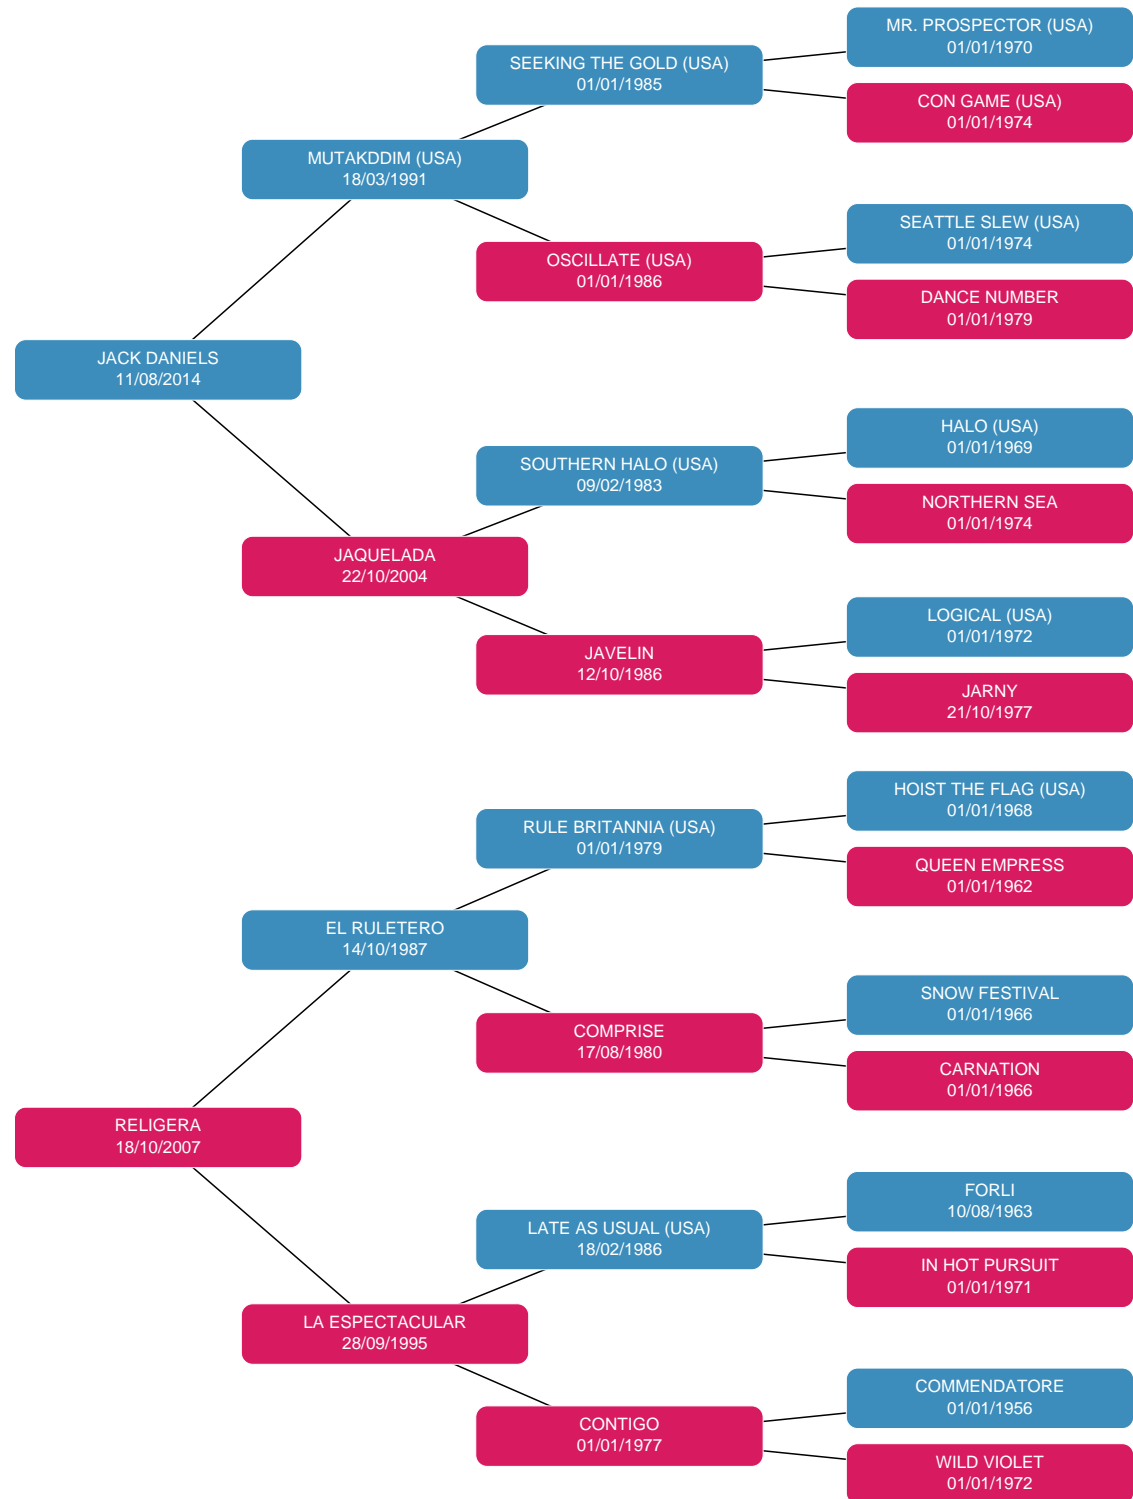 MR. PROSPECTOR (USA)
01/01/1970
SEEKING THE GOLD (USA)
01/01/1985
CON GAME (USA)
01/01/1974
MUTAKDDIM (USA)
18/03/1991
SEATTLE SLEW (USA)
01/01/1974
OSCILLATE (USA)
01/01/1986
DANCE NUMBER
01/01/1979
JACK DANIELS
11/08/2014
HALO (USA)
01/01/1969
SOUTHERN HALO (USA)
09/02/1983
NORTHERN SEA
01/01/1974
JAQUELADA
22/10/2004
LOGICAL (USA)
01/01/1972
JAVELIN
12/10/1986
JARNY
21/10/1977
HOIST THE FLAG (USA)
01/01/1968
RULE BRITANNIA (USA)
01/01/1979
QUEEN EMPRESS
01/01/1962
EL RULETERO
14/10/1987
SNOW FESTIVAL
01/01/1966
COMPRISE
17/08/1980
CARNATION
01/01/1966
RELIGERA
18/10/2007
FORLI
10/08/1963
LATE AS USUAL (USA)
18/02/1986
IN HOT PURSUIT
01/01/1971
LA ESPECTACULAR
28/09/1995
COMMENDATORE
01/01/1956
CONTIGO
01/01/1977
WILD VIOLET
01/01/1972